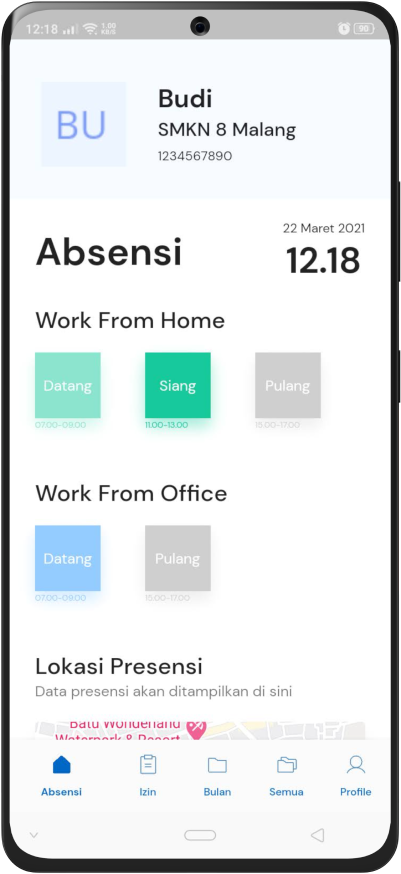 12:18
1,00
KB/S
90
BU
Budi
SMKN 8 Malang
1234567890
22 Maret 2021
Absensi
12.18
Work From Home
Datang
Siang
Pulang
07.00-09.00
11.00-13.00
15.00-17.00
Work From Office
Datang
Pulang
07.00-09.00
15.00-17.00
Lokasi Presensi
Data presensi akan ditampilkan di sini
Batu Wonderland
Waterpark & Resort
Absensi
Izin
Bulan
Semua
Profile